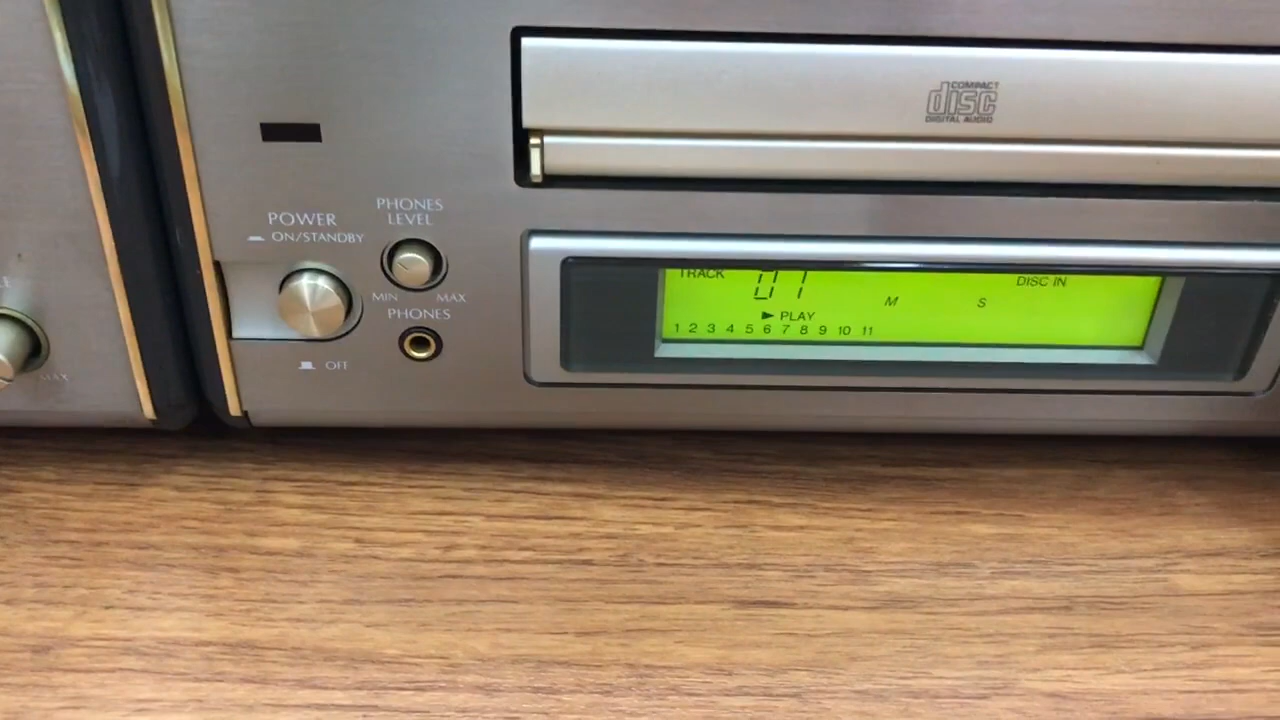 COMPACT
disc
DIGITAL AUDIO
POWER
ON/STANDBY
PHONES
LEVEL
MIN MAX
PHONES
OFF
MAX
TRACK 01 DISC IN
M S
► PLAY
1 2 3 4 5 6 7 8 9 10 11